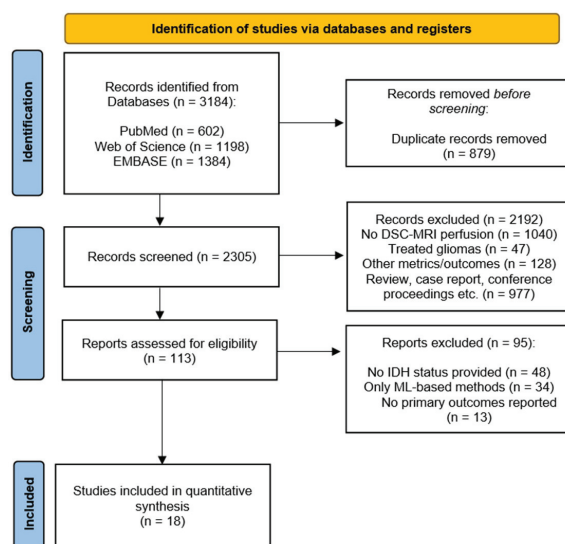 Identification of studies via databases and registers
Identification
Records identified from
Databases (n = 3184):
PubMed (n = 602)
Web of Science (n = 1198)
EMBASE (n = 1384)
Records removed before
screening:
Duplicate records removed
(n = 879)
Screening
Records screened (n = 2305)
Records excluded (n = 2192)
No DSC-MRI perfusion (n = 1040)
Treated gliomas (n = 47)
Other metrics/outcomes (n = 128)
Review, case report, conference
proceedings etc. (n = 977)
Reports assessed for eligibility
(n = 113)
Reports excluded (n = 95):
No IDH status provided (n = 48)
Only ML-based methods (n = 34)
No primary outcomes reported
(n = 13)
Included
Studies included in quantitative
synthesis
(n = 18)